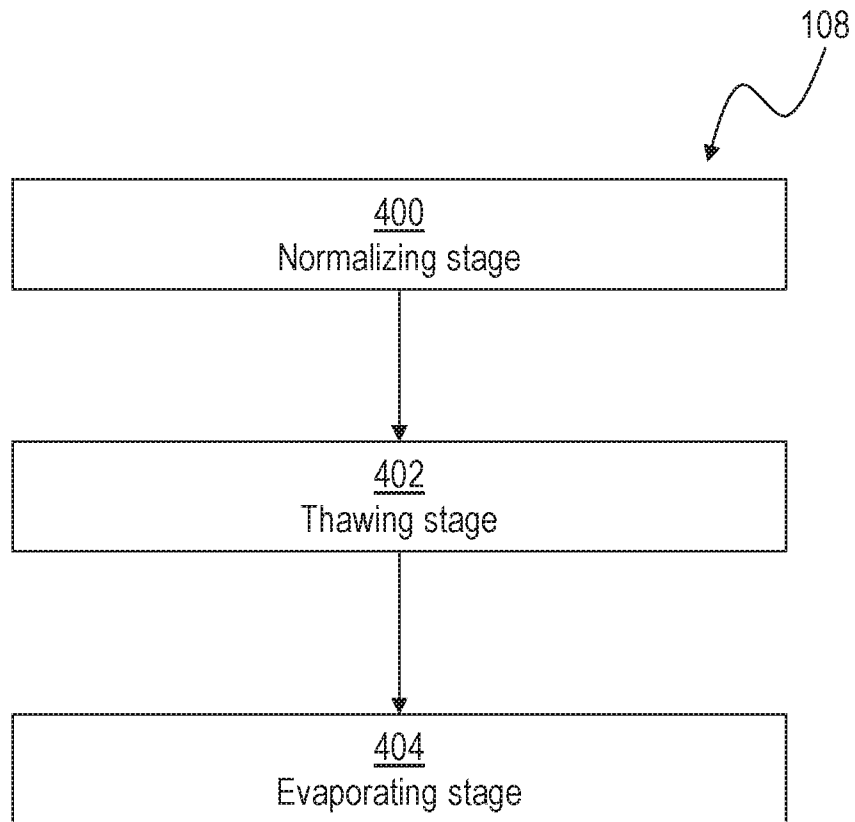 108
400
Normalizing stage
402
Thawing stage
404
Evaporating stage